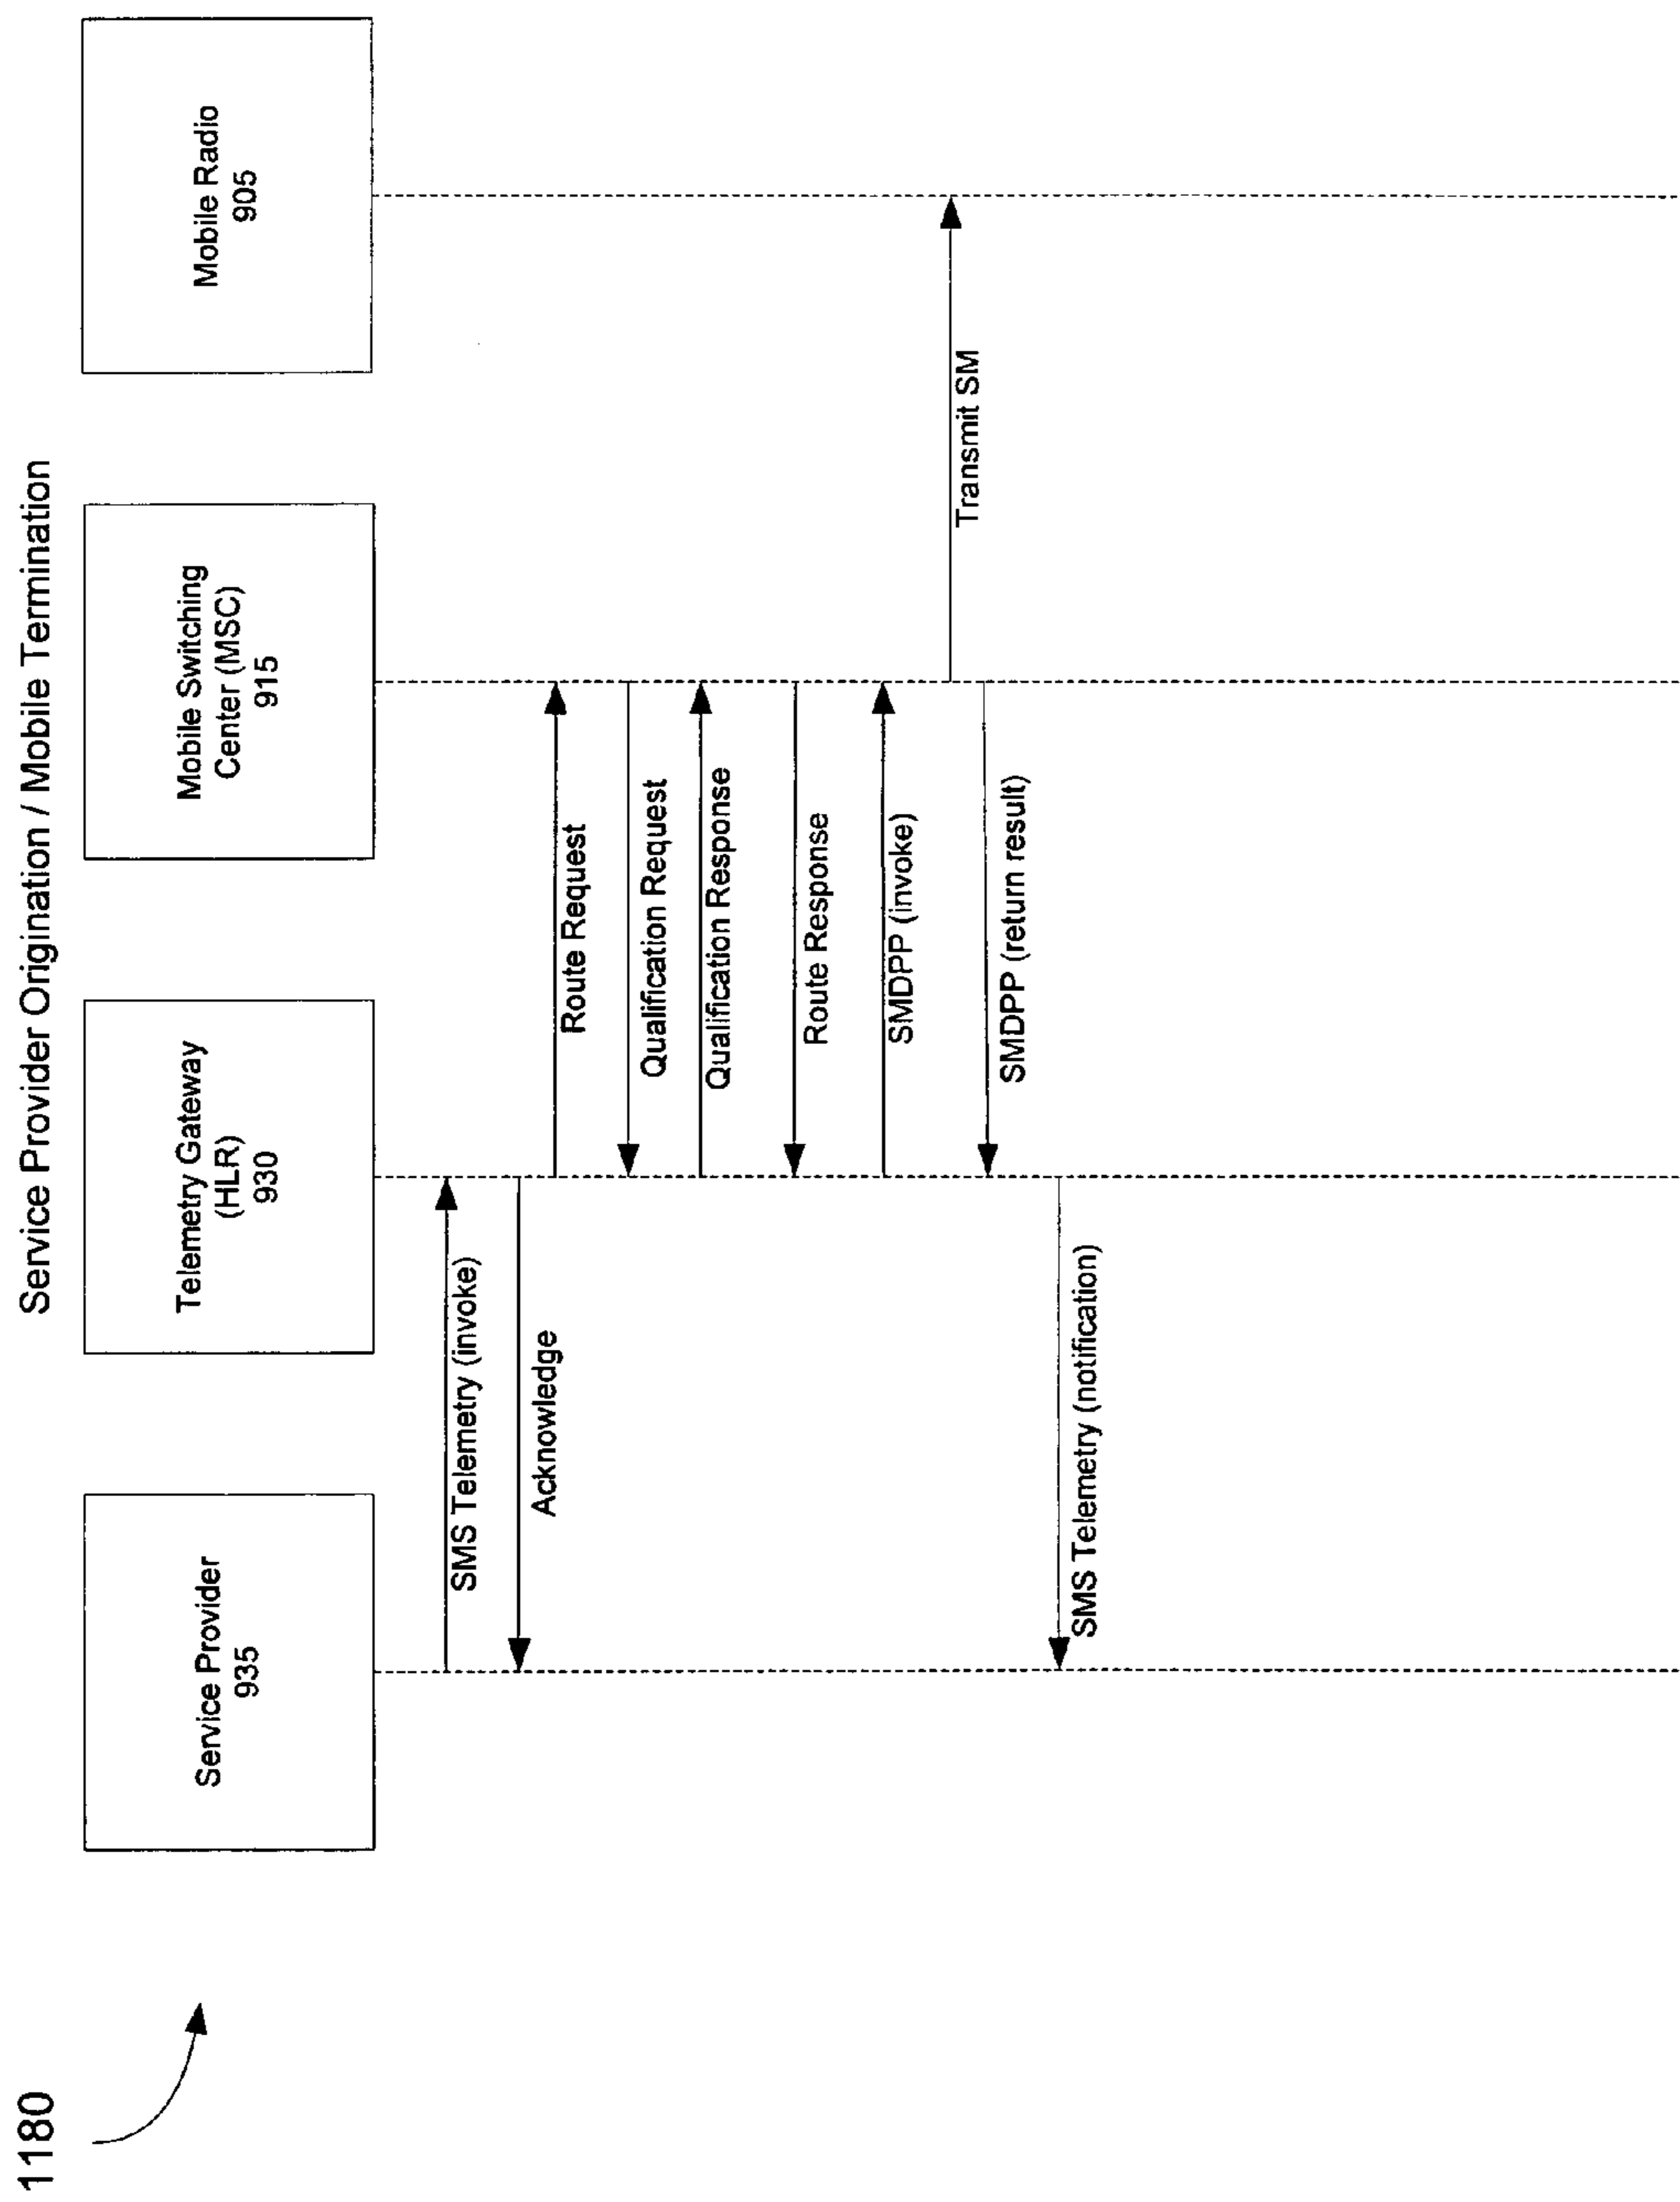 1180
Service Provider Origination / Mobile Termination
Service Provider
935
Telemetry Gateway
(HLR)
930
Mobile Switching
Center (MSC)
915
Mobile Radio
905
SMS Telemetry (invoke)
Acknowledge
Route Request
Qualification Request
Qualification Response
Route Response
SMDPP (invoke)
Transmit SM
SMDPP (return result)
SMS Telemetry (notification)